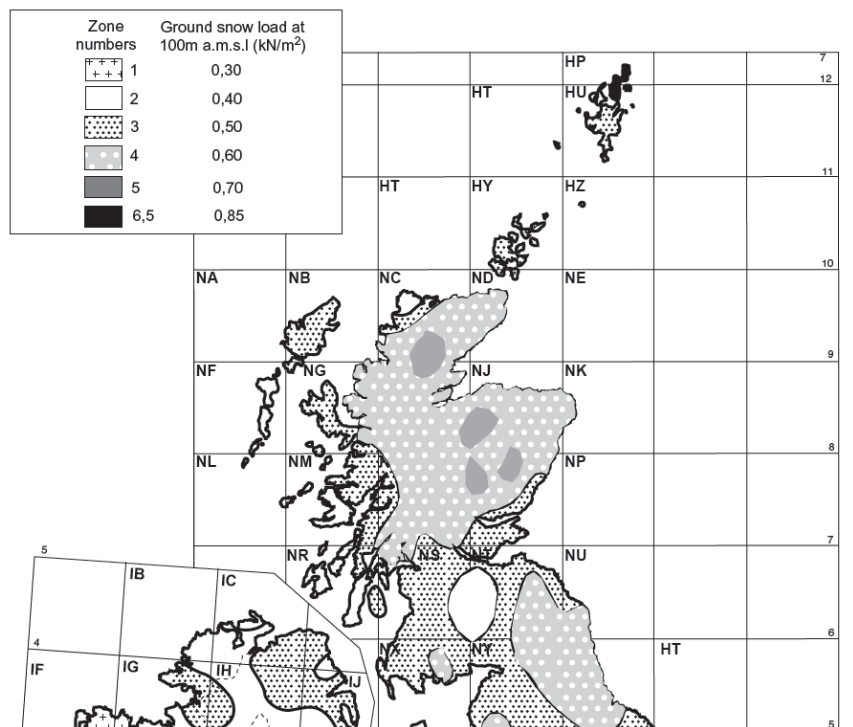 Zone numbers
Ground snow load at 100m a.m.s.l (kN/m²)
1 0,30
2 0,40
3 0,50
4 0,60
5 0,70
6,5 0,85
HP 7
HT HU 12
11
HT HY HZ
10
NA NB NC ND NE
9
NF NG NJ NK
8
NL NM NP
7
NR NS NT NU
5
IB IC
6
NX NY HT
4
IF IG IH IJ
5